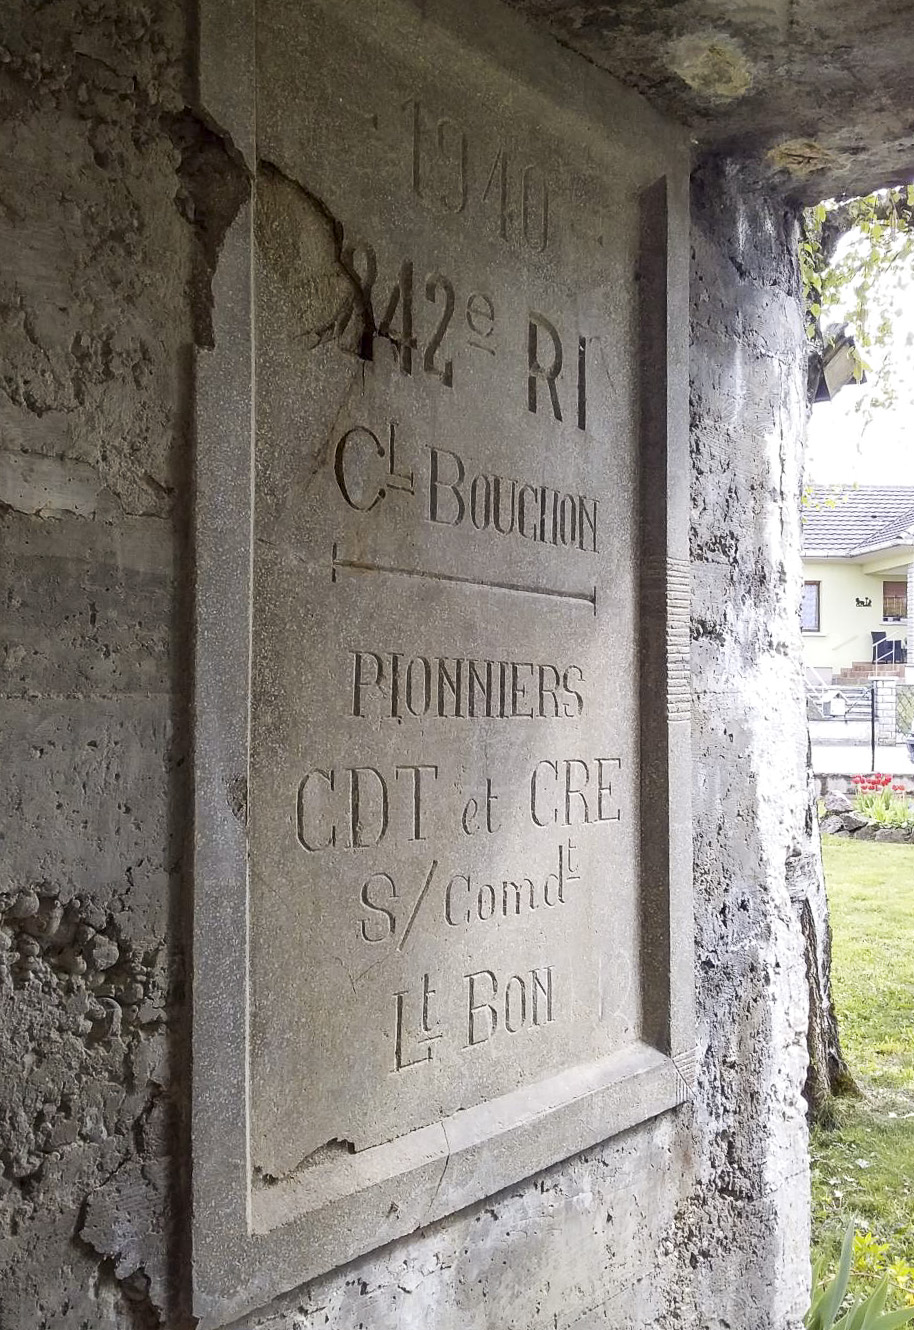 1940
242e RI
Cl BOUCHON
PIONNIERS
CDT et CRE
S/Comdt
Lt BON